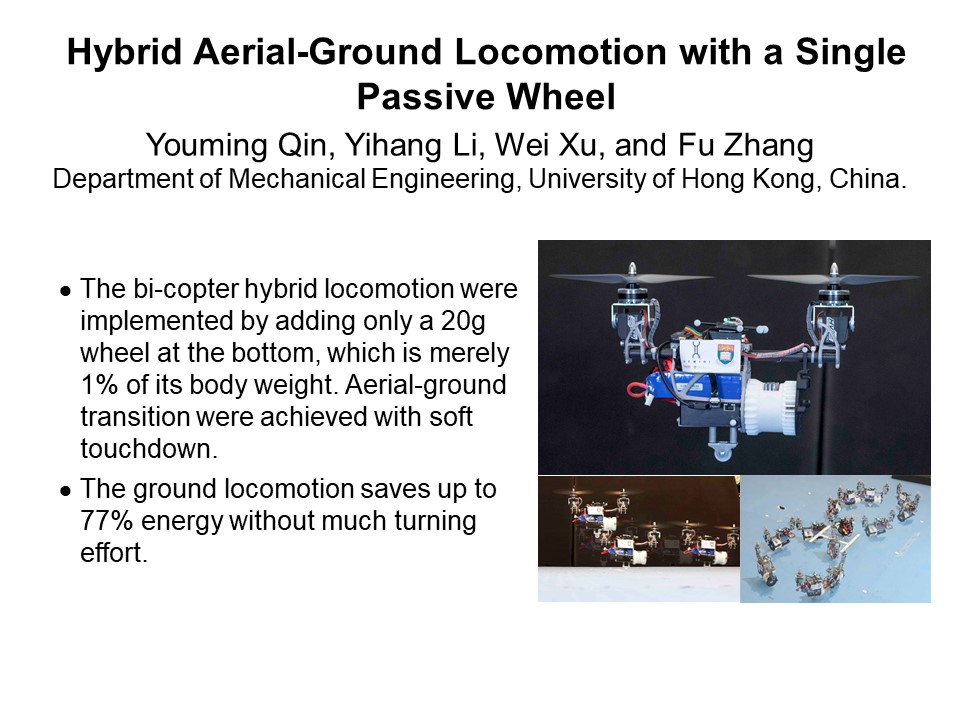 Hybrid Aerial-Ground Locomotion with a Single
Passive Wheel
Youming Qin, Yihang Li, Wei Xu, and Fu Zhang
Department of Mechanical Engineering, University of Hong Kong, China.
● The bi-copter hybrid locomotion were
implemented by adding only a 20g
wheel at the bottom, which is merely
1% of its body weight. Aerial-ground
transition were achieved with soft
touchdown.
● The ground locomotion saves up to
77% energy without much turning
effort.